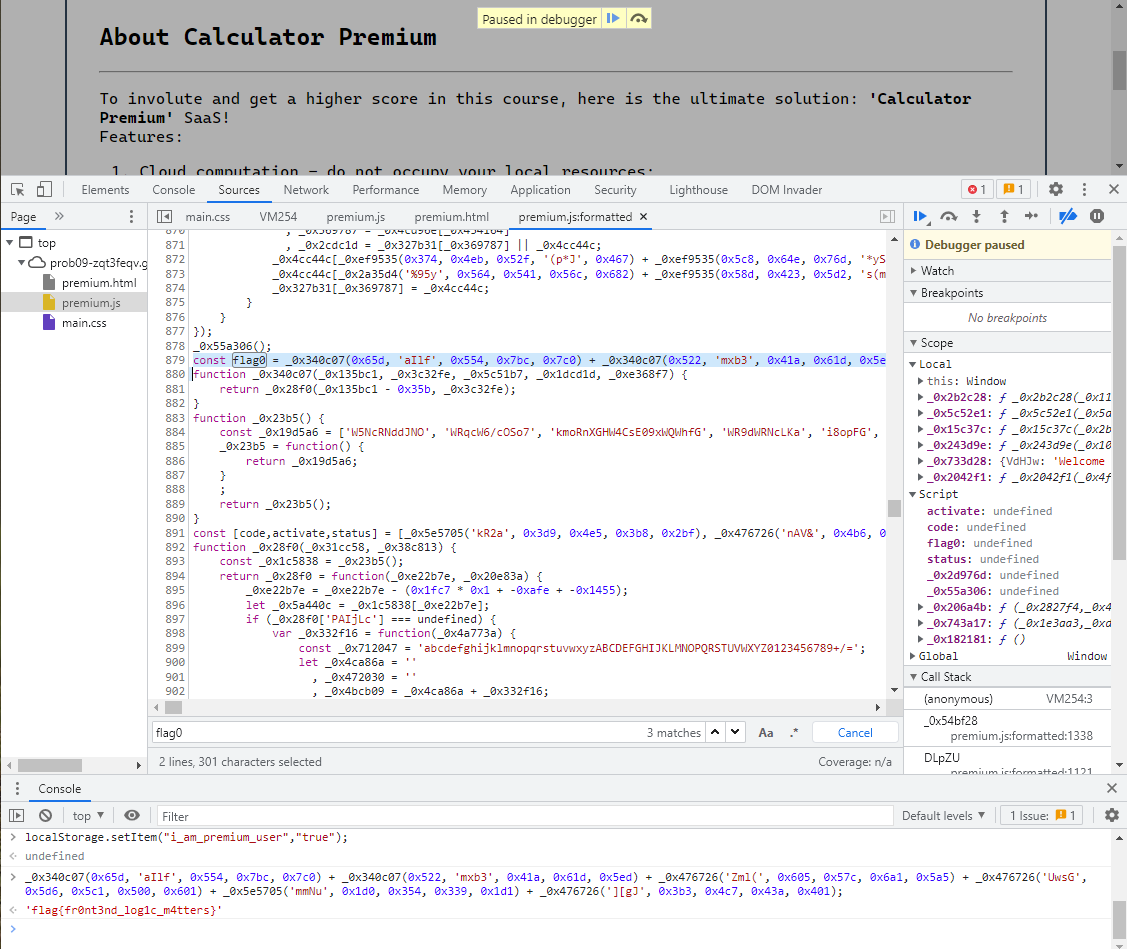 Paused in debugger
About Calculator Premium
To involute and get a higher score in this course, here is the ultimate solution: 'Calculator
Premium' SaaS!
Features:
1. Cloud computation – do not occupy your local resources;
Elements Console Sources Network Performance Memory Application Security Lighthouse DOM Invader 1 1
Page main.css VM254 premium.js premium.html premium.js:formatted
top
prob09-zqt3feqv.g
premium.html
premium.js
main.css
870 , _0x369787 = _0x4cd96e[_0x454164]
871 , _0x2cdc1d = _0x327b31[_0x369787] || _0x4cc44c;
872 _0x4cc44c[_0xef9535(0x374, 0x4eb, 0x52f, '(p*J', 0x467) + _0xef9535(0x5c8, 0x64e, 0x76d, '*yS
873 _0x4cc44c[_0x2a35d4('%95y', 0x564, 0x541, 0x56c, 0x682) + _0xef9535(0x58d, 0x423, 0x5d2, 's(m
874 _0x327b31[_0x369787] = _0x4cc44c;
875 }
876 }
877 });
878 _0x55a306();
879 const flag0 = _0x340c07(0x65d, 'aIlf', 0x554, 0x7bc, 0x7c0) + _0x340c07(0x522, 'mxb3', 0x41a, 0x61d, 0x5e
880 function _0x340c07(_0x135bc1, _0x3c32fe, _0x5c51b7, _0x1dcd1d, _0xe368f7) {
881 return _0x28f0(_0x135bc1 - 0x35b, _0x3c32fe);
882 }
883 function _0x23b5() {
884 const _0x19d5a6 = ['W5NcRNddJNO', 'WRqcW6/cOSo7', 'kmoRnXGHW4CsE09xWQWhfG', 'WR9dWRNcLKa', 'i8opFG',
885 _0x23b5 = function() {
886 return _0x19d5a6;
887 }
888 ;
889 return _0x23b5();
890 }
891 const [code,activate,status] = [_0x5e5705('kR2a', 0x3d9, 0x4e5, 0x3b8, 0x2bf), _0x476726('nAV&', 0x4b6, 0
892 function _0x28f0(_0x31cc58, _0x38c813) {
893 const _0x1c5838 = _0x23b5();
894 return _0x28f0 = function(_0xe22b7e, _0x20e83a) {
895 _0xe22b7e = _0xe22b7e - (0x1fc7 * 0x1 + -0xafe + -0x1455);
896 let _0x5a440c = _0x1c5838[_0xe22b7e];
897 if (_0x28f0['PAIjLc'] === undefined) {
898 var _0x332f16 = function(_0x4a773a) {
899 const _0x712047 = 'abcdefghijklmnopqrstuvwxyzABCDEFGHIJKLMNOPQRSTUVWXYZ0123456789+/=';
900 let _0x4ca86a = ''
901 , _0x472030 = ''
902 , _0x4bcb09 = _0x4ca86a + _0x332f16;
flag0 3 matches Aa .* Cancel
2 lines, 301 characters selected Coverage: n/a
Debugger paused
Watch
Breakpoints
No breakpoints
Scope
Local
this: Window
_0x2b2c28: ƒ _0x2b2c28(_0x11
_0x5c52e1: ƒ _0x5c52e1(_0x5a
_0x15c37c: ƒ _0x15c37c(_0x2b
_0x243d9e: ƒ _0x243d9e(_0x10
_0x733d28: {VdHJw: 'Welcome
_0x2042f1: ƒ _0x2042f1(_0x4f
Script
activate: undefined
code: undefined
flag0: undefined
status: undefined
_0x2d976d: undefined
_0x55a306: undefined
_0x206a4b: ƒ (_0x2827f4,_0x4
_0x743a17: ƒ (_0x1e3aa3,_0xa
_0x182181: ƒ ()
Global Window
Call Stack
(anonymous) VM254:3
_0x54bf28
premium.js:formatted:1338
DLpZU
premium.js:formatted:1121
Console
top Filter Default levels 1 Issue: 1
localStorage.setItem("i_am_premium_user","true");
undefined
_0x340c07(0x65d, 'aIlf', 0x554, 0x7bc, 0x7c0) + _0x340c07(0x522, 'mxb3', 0x41a, 0x61d, 0x5ed) + _0x476726('Zml(', 0x605, 0x57c, 0x6a1, 0x5a5) + _0x476726('UwsG',
0x5d6, 0x5c1, 0x500, 0x601) + _0x5e5705('mmNu', 0x1d0, 0x354, 0x339, 0x1d1) + _0x476726('][gJ', 0x3b3, 0x4c7, 0x43a, 0x401);
'flag{fr0nt3nd_log1c_m4tters}'